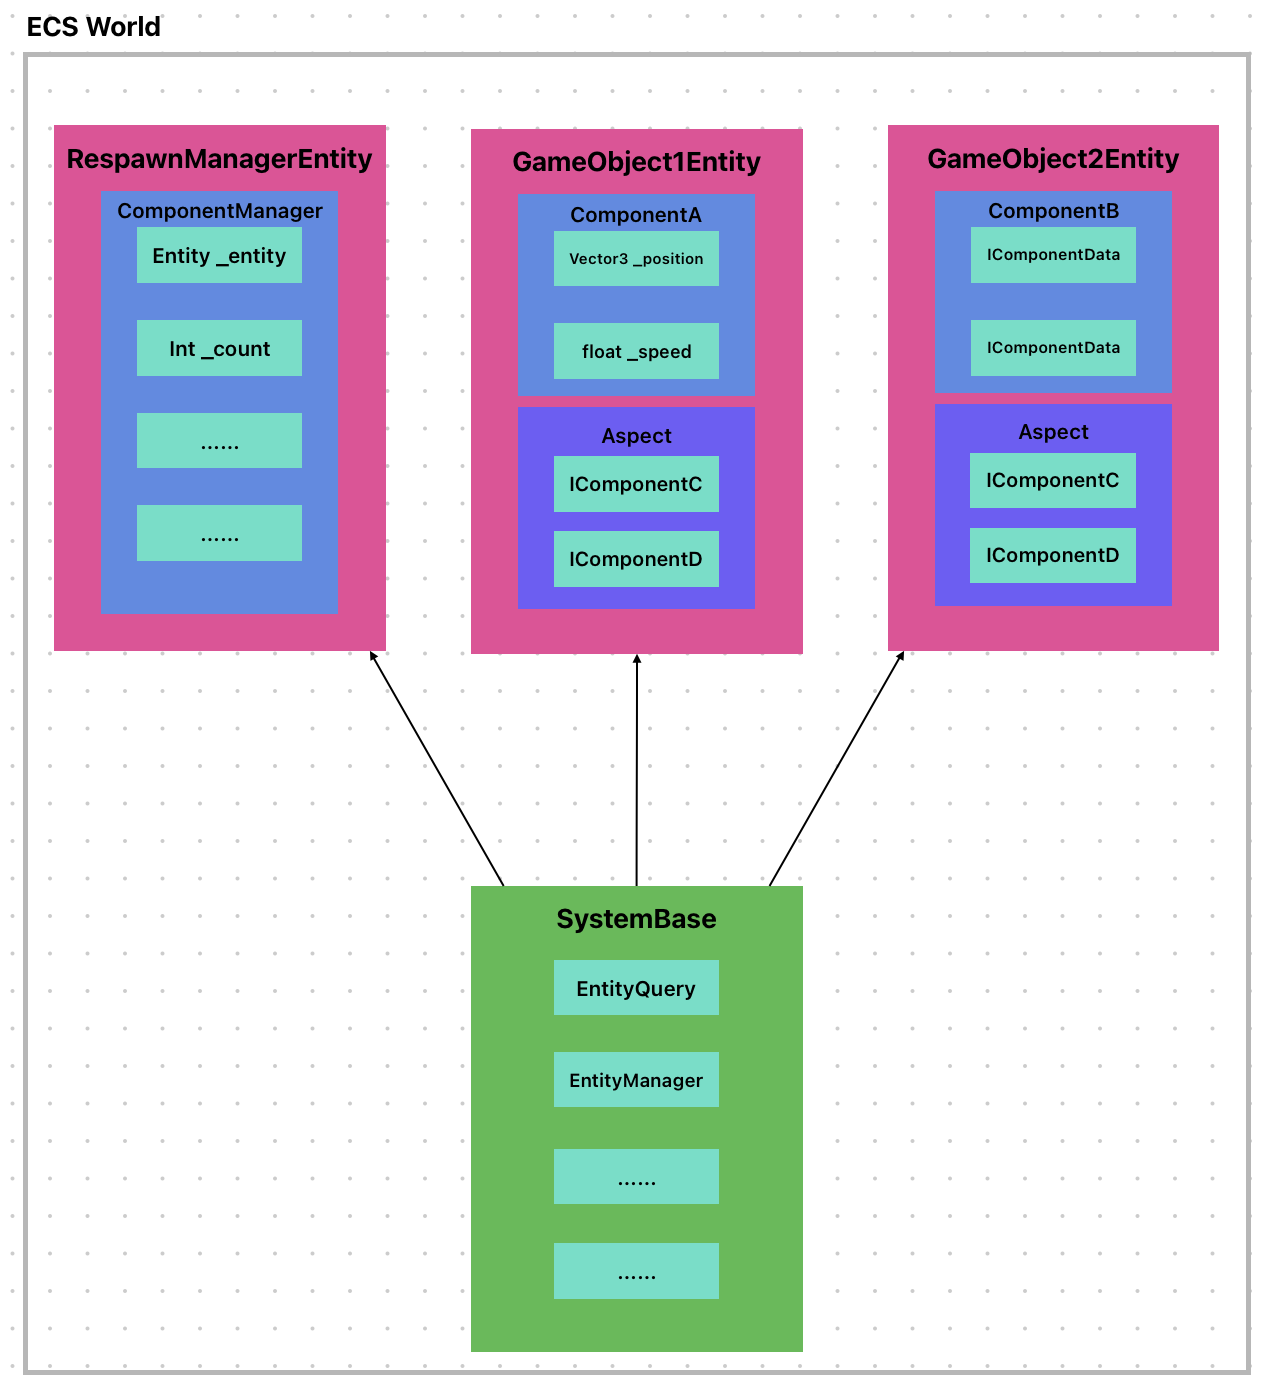 ECS World
RespawnManagerEntity
ComponentManager
Entity _entity
Int _count
......
......
GameObject1Entity
ComponentA
Vector3 _position
float _speed
Aspect
IComponentC
IComponentD
GameObject2Entity
ComponentB
IComponentData
IComponentData
Aspect
IComponentC
IComponentD
SystemBase
EntityQuery
EntityManager
......
......